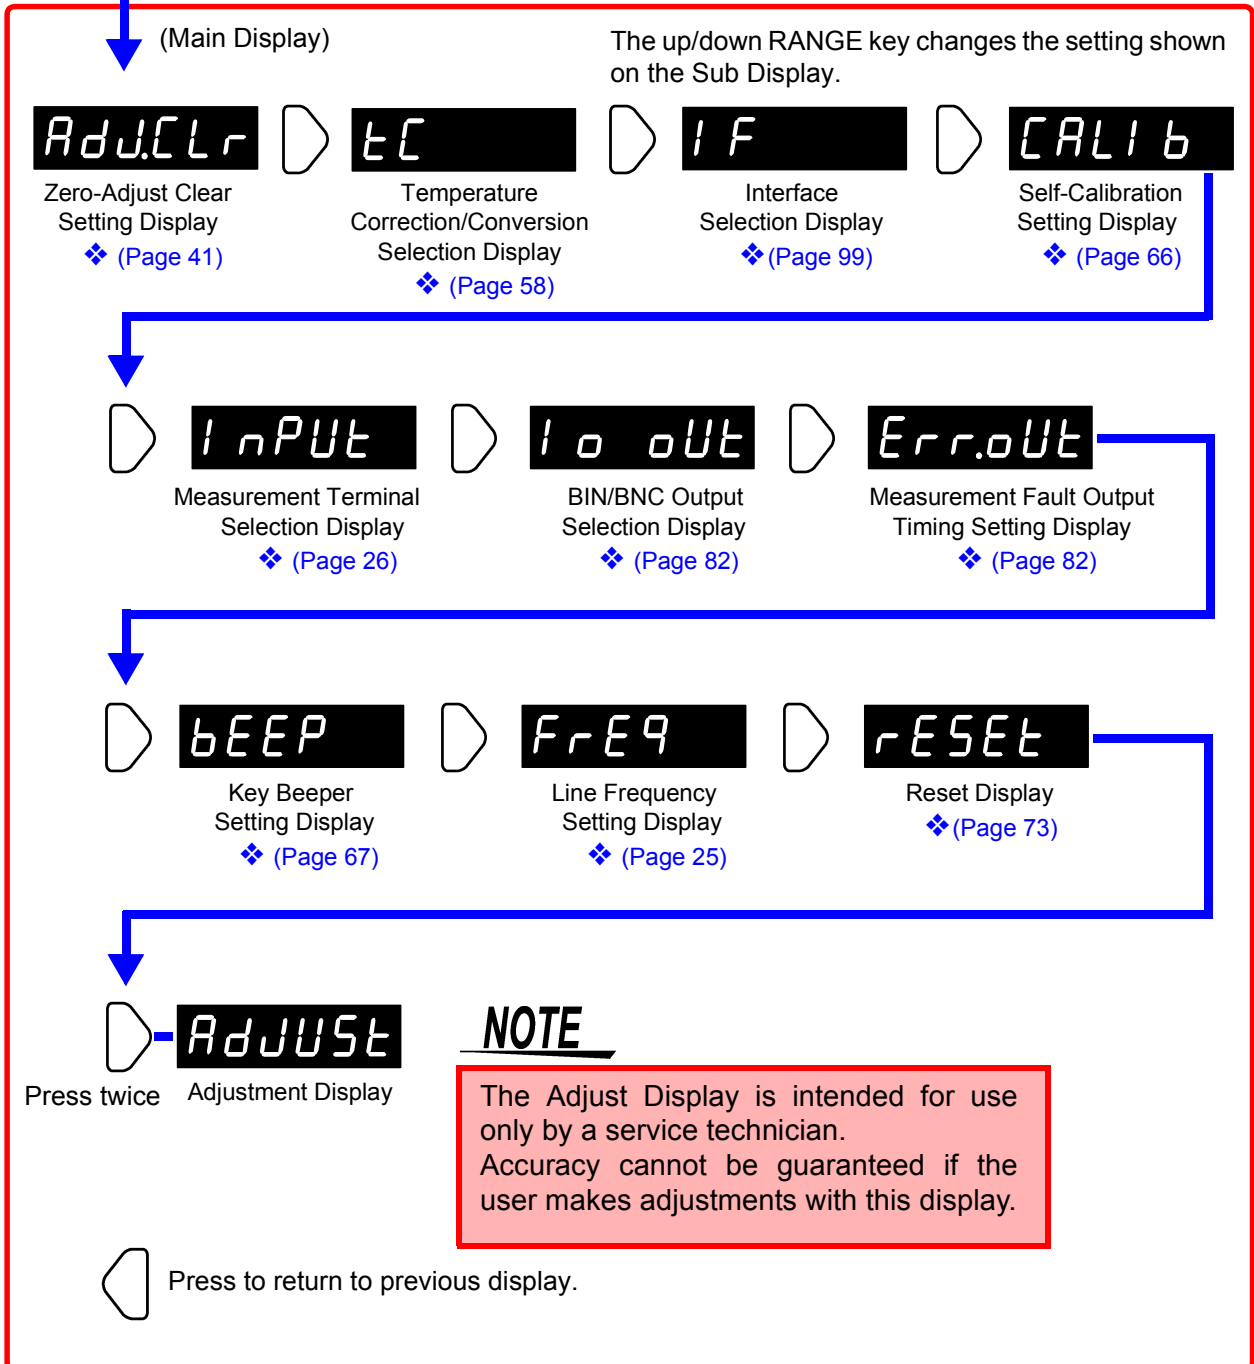 (Main Display)
The up/down RANGE key changes the setting shown
on the Sub Display.
AdJ.CLr
tC
IF
CALIb
Zero-Adjust Clear
Setting Display
❖ (Page 41)
Temperature
Correction/Conversion
Selection Display
❖ (Page 58)
Interface
Selection Display
❖(Page 99)
Self-Calibration
Setting Display
❖ (Page 66)
InPUt
Io oUt
Err.oUt
Measurement Terminal
Selection Display
❖ (Page 26)
BIN/BNC Output
Selection Display
❖ (Page 82)
Measurement Fault Output
Timing Setting Display
❖ (Page 82)
bEEP
FrEq
rESEt
Key Beeper
Setting Display
❖ (Page 67)
Line Frequency
Setting Display
❖ (Page 25)
Reset Display
❖(Page 73)
AdJUSt
Press twice
Adjustment Display
NOTE
The Adjust Display is intended for use
only by a service technician.
Accuracy cannot be guaranteed if the
user makes adjustments with this display.
Press to return to previous display.